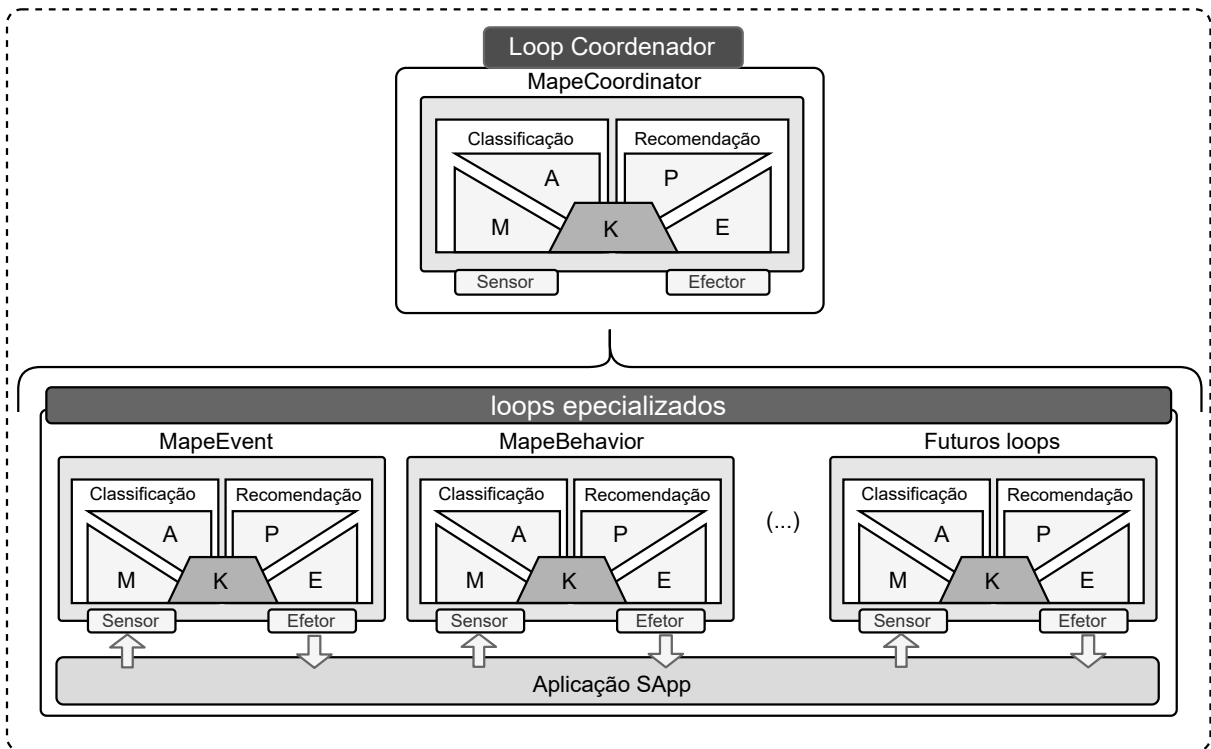 Loop Coordenador
MapeCoordinator
Classificação Recomendação
A P
M K E
Sensor Efector
loops epecializados
MapeEvent MapeBehavior Futuros loops
Classificação Recomendação Classificação Recomendação Classificação Recomendação
(...)
A P A P A P
M K E M K E M K E
Sensor Efetor Sensor Efetor Sensor Efetor
Aplicação SApp